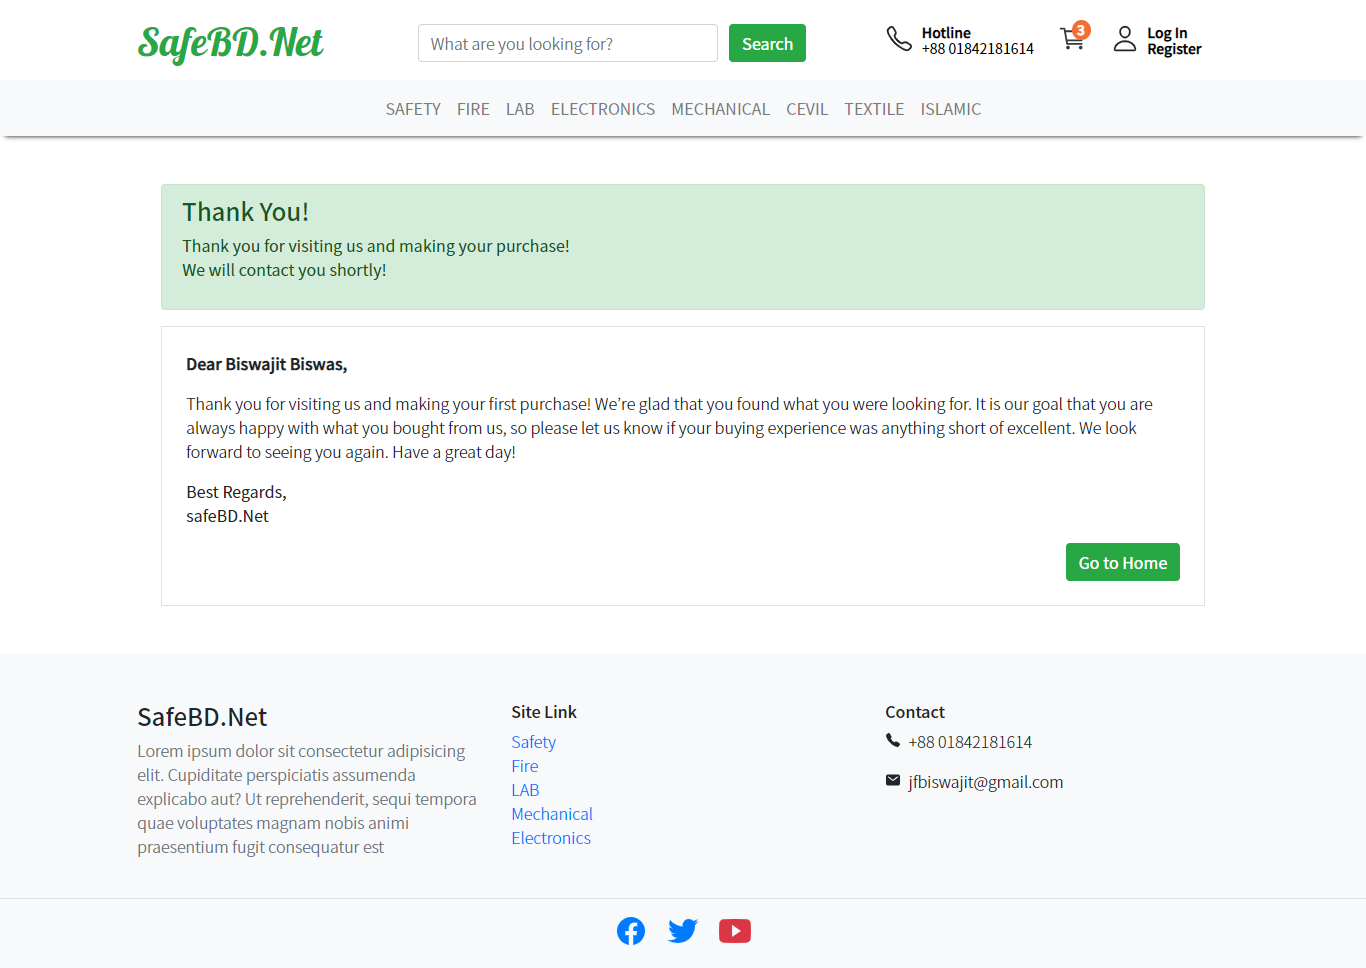 SafeBD.Net
What are you looking for?
Search
Hotline
+88 01842181614
3
Log In
Register
SAFETY FIRE LAB ELECTRONICS MECHANICAL CEVIL TEXTILE ISLAMIC
Thank You!
Thank you for visiting us and making your purchase!
We will contact you shortly!
Dear Biswajit Biswas,
Thank you for visiting us and making your first purchase! We’re glad that you found what you were looking for. It is our goal that you are
always happy with what you bought from us, so please let us know if your buying experience was anything short of excellent. We look
forward to seeing you again. Have a great day!
Best Regards,
safeBD.Net
Go to Home
SafeBD.Net
Lorem ipsum dolor sit consectetur adipisicing
elit. Cupiditate perspiciatis assumenda
explicabo aut? Ut reprehenderit, sequi tempora
quae voluptates magnam nobis animi
praesentium fugit consequatur est
Site Link
Safety
Fire
LAB
Mechanical
Electronics
Contact
+88 01842181614
jfbiswajit@gmail.com